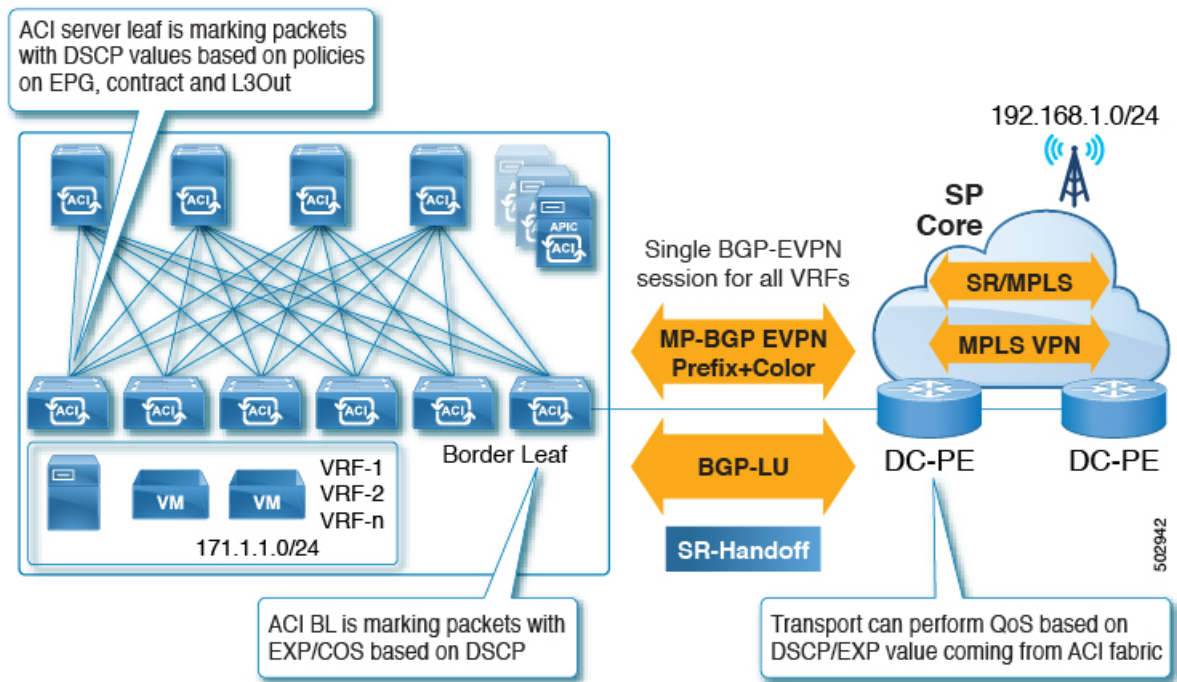 ACI server leaf is marking packets
with DSCP values based on policies
on EPG, contract and L3Out
ACI
ACI
ACI
ACI
APIC
ACI
192.168.1.0/24
SP
Core
Single BGP-EVPN
session for all VRFs
SR/MPLS
MP-BGP EVPN
Prefix+Color
MPLS VPN
ACI
ACI
ACI
ACI
ACI
ACI
Border Leaf
BGP-LU
DC-PE
DC-PE
VM
VM
VRF-1
VRF-2
VRF-n
171.1.1.0/24
SR-Handoff
502942
ACI BL is marking packets with
EXP/COS based on DSCP
Transport can perform QoS based on
DSCP/EXP value coming from ACI fabric